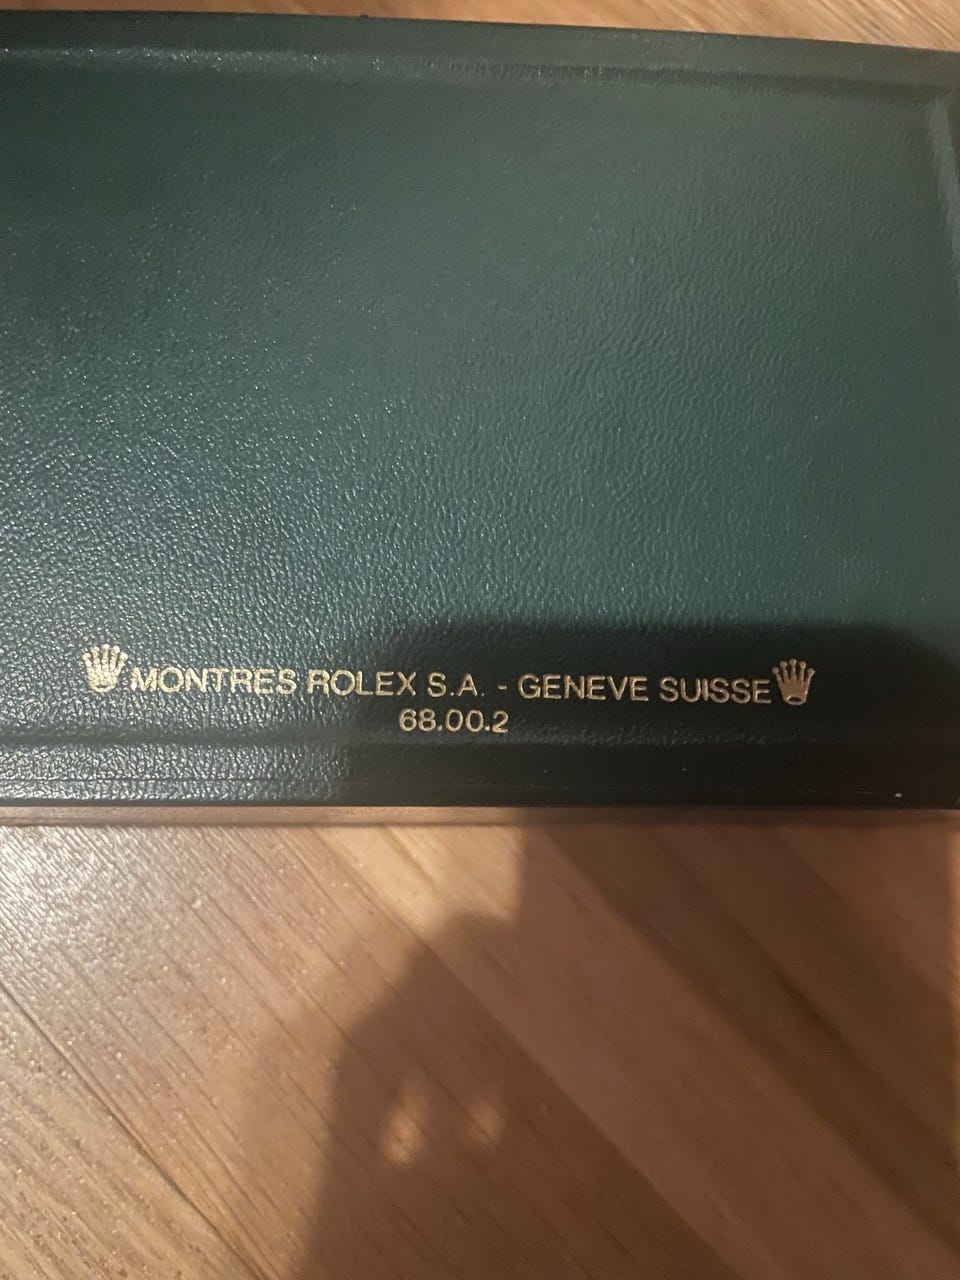 MONTRES ROLEX S.A. - GENEVE SUISSE
68.00.2